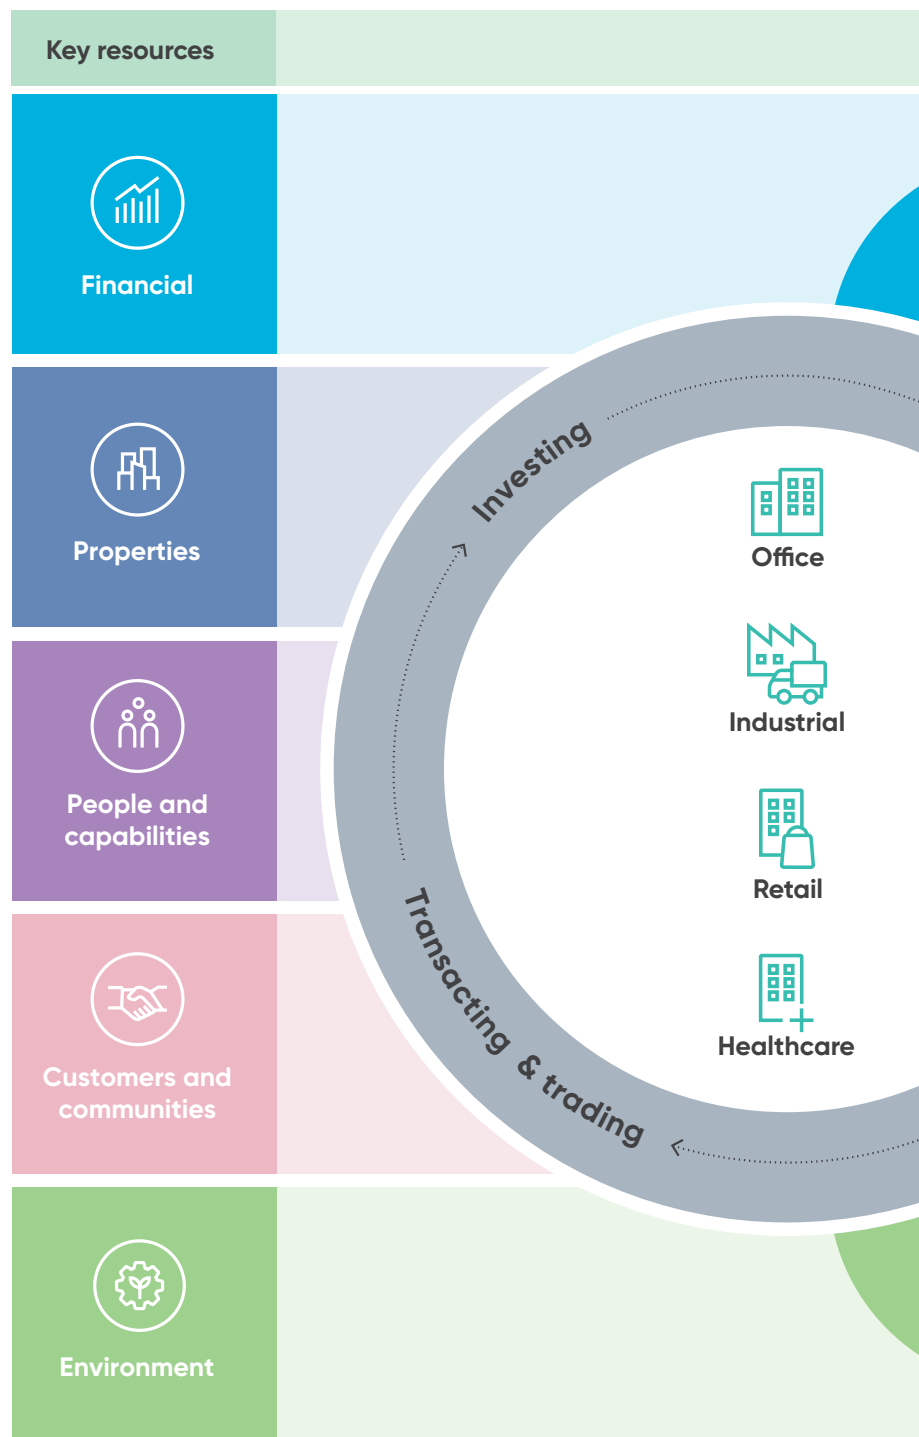 Key resources
Financial
Properties
People and
capabilities
Customers and
communities
Environment
Investing
Transacting & trading
Office
Industrial
Retail
Healthcare